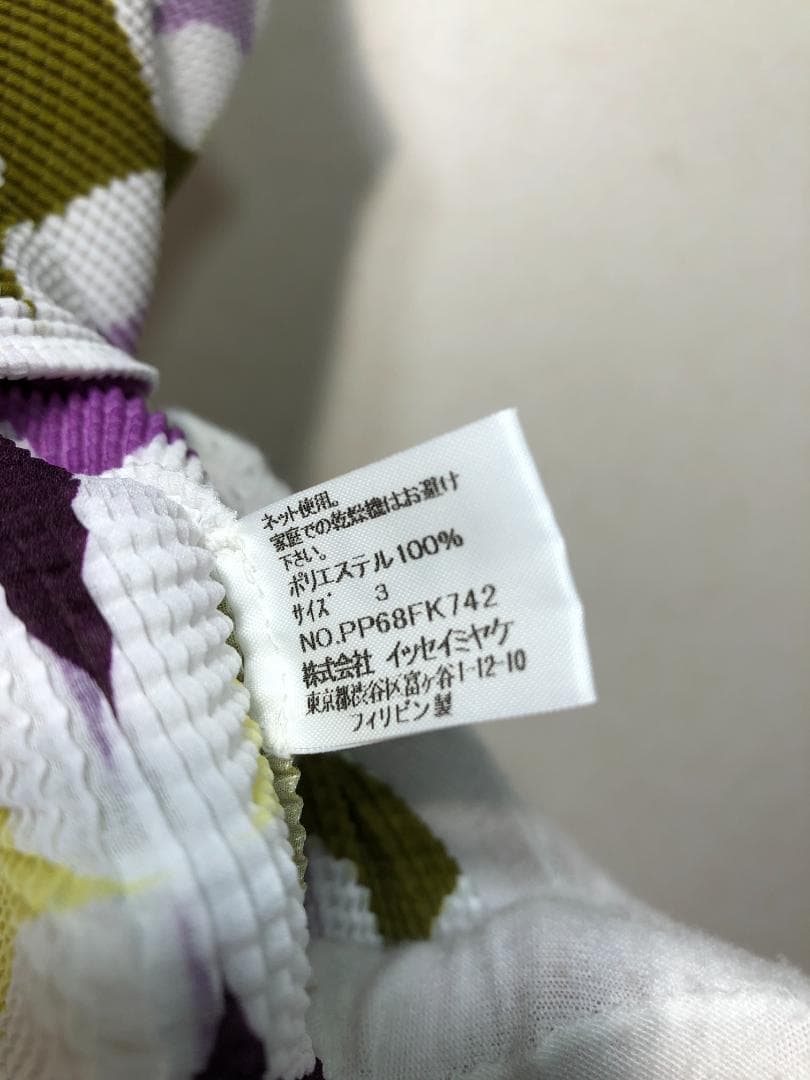 ネット使用。
家庭での乾燥機はお避け
下さい。
ポリエステル100%
サイズ 3
NO.PP68FK742
株式会社 イッセイミヤケ
東京都渋谷区富ヶ谷1-12-10
フィリピン製